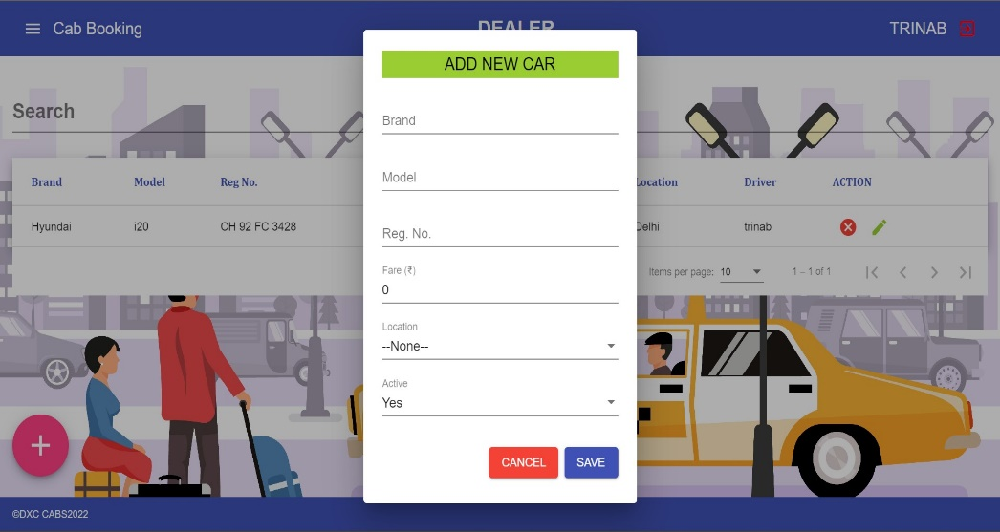 Cab Booking
DEALER
TRINAB
Search
Brand Model Reg No. Location Driver ACTION
Hyundai i20 CH 92 FC 3428 Delhi trinab
Items per page: 10 1 – 1 of 1
ADD NEW CAR
Brand
Model
Reg. No.
Fare (₹)
0
Location
--None--
Active
Yes
CANCEL SAVE
+
©DXC CABS2022